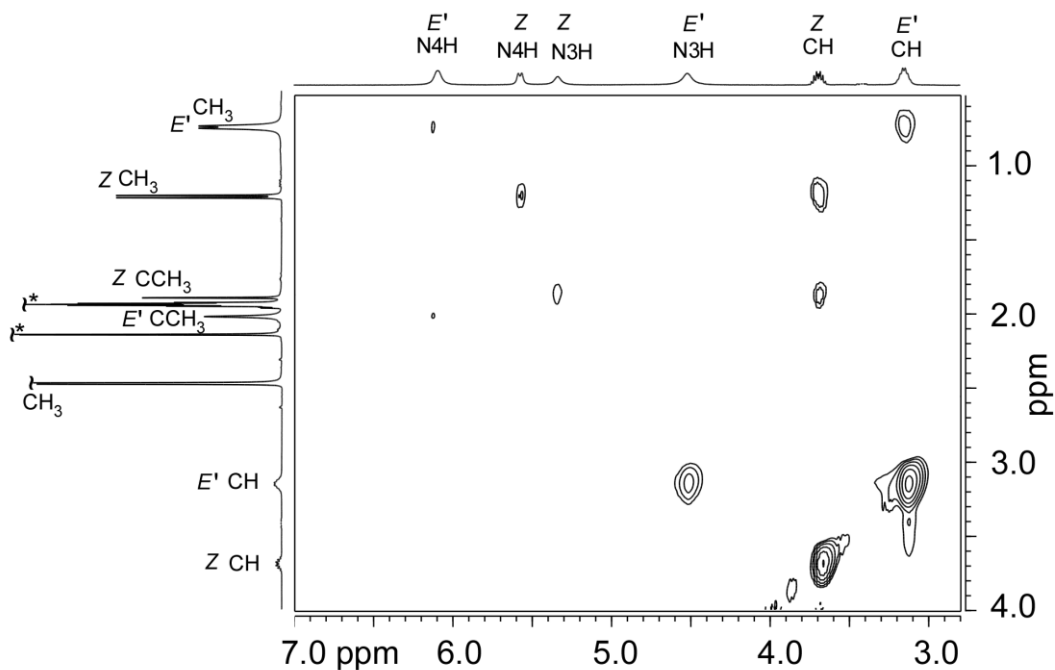 E' Z Z E' Z E'
N4H N4H N3H N3H CH CH
E' CH₃
Z CH₃
Z CCH₃
*
E' CCH₃
*
CH₃
E' CH
Z CH
1.0
2.0
3.0
4.0
ppm
7.0 ppm 6.0 5.0 4.0 3.0